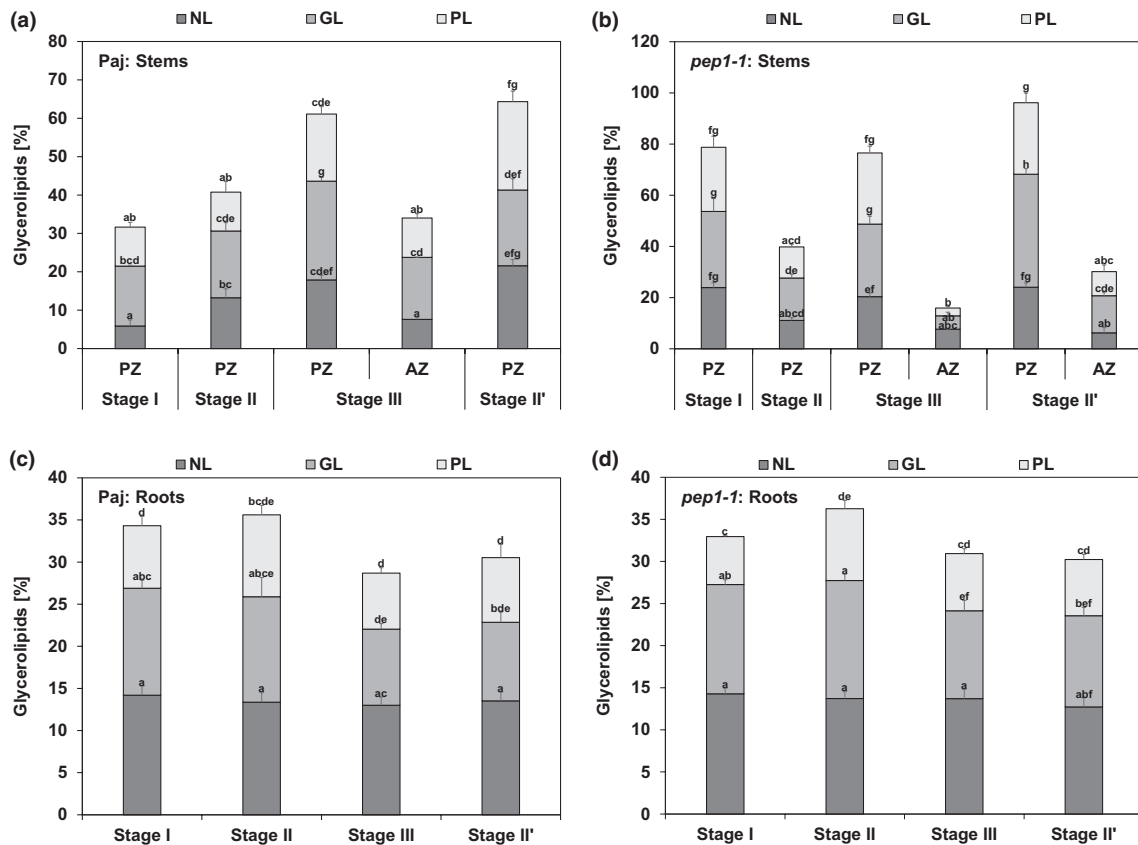 (a) NL GL PL
80
70
60
50
40
30
20
10
0
Glycerolipids [%]
Paj: Stems
ab
bcd
a
ab
cde
bc
cde
g
cdef
ab
cd
a
fg
def
efg
PZ PZ PZ AZ PZ
Stage I Stage II Stage III Stage II'
(b) NL GL PL
120
100
80
60
40
20
0
Glycerolipids [%]
pep1-1: Stems
fg
g
fg
acd
de
abcd
fg
g
ef
b
ab
abc
g
h
fg
abc
cde
ab
PZ PZ PZ AZ PZ AZ
Stage I Stage II Stage III Stage II'
(c) NL GL PL
40
35
30
25
20
15
10
5
0
Glycerolipids [%]
Paj: Roots
d
abc
a
bcde
abce
a
d
de
ac
d
bde
a
Stage I Stage II Stage III Stage II'
(d) NL GL PL
40
35
30
25
20
15
10
5
0
Glycerolipids [%]
pep1-1: Roots
c
ab
a
de
a
a
cd
ef
a
cd
bef
abf
Stage I Stage II Stage III Stage II'